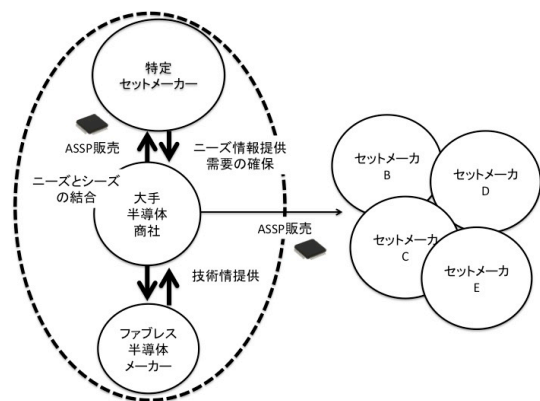 特定
セットメーカー
ASSP販売
ニーズ情報提供
需要の確保
ニーズとシーズ
の結合
大手
半導体
商社
ASSP販売
技術情提供
ファブレス
半導体
メーカー
セットメーカ
B
セットメーカ
D
セットメーカ
C
セットメーカ
E